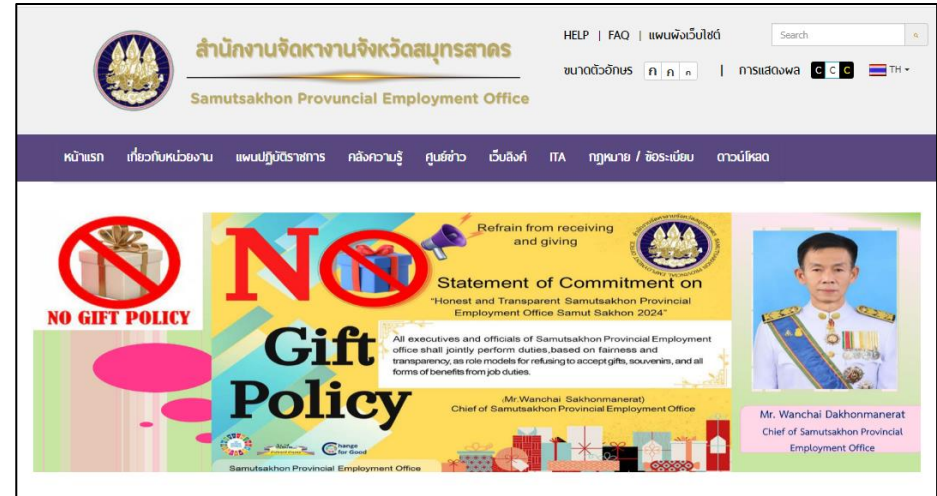 สำนักงานจัดหางานจังหวัดสมุทรสาคร
Samutsakhon Provuncial Employment Office
HELP | FAQ | แผนผังเว็บไซต์
Search
ขนาดตัวอักษร ก ก ก | การแสดงผล C C C TH
หน้าแรก เกี่ยวกับหน่วยงาน แผนปฏิบัติราชการ คลังความรู้ ศูนย์ข่าว เว็บลิงค์ ITA กฎหมาย / ข้อระเบียบ ดาวน์โหลด
NO GIFT POLICY
NO
Gift
Policy
Refrain from receiving
and giving
Statement of Commitment on
"Honest and Transparent Samutsakhon Provincial
Employment Office Samut Sakhon 2024"
All executives and officials of Samutsakhon Provincial Employment
office shall jointly perform duties,based on fairness and
transparency, as role models for refusing to accept gifts, souvenirs, and all
forms of benefits from job duties.
(Mr.Wanchai Sakhonmanerat)
Chief of Samutsakhon Provincial Employment Office
Change
for Good
Samutsakhon Provincial Employment Office
Mr. Wanchai Dakhonmanerat
Chief of Samutsakhon Provincial
Employment Office